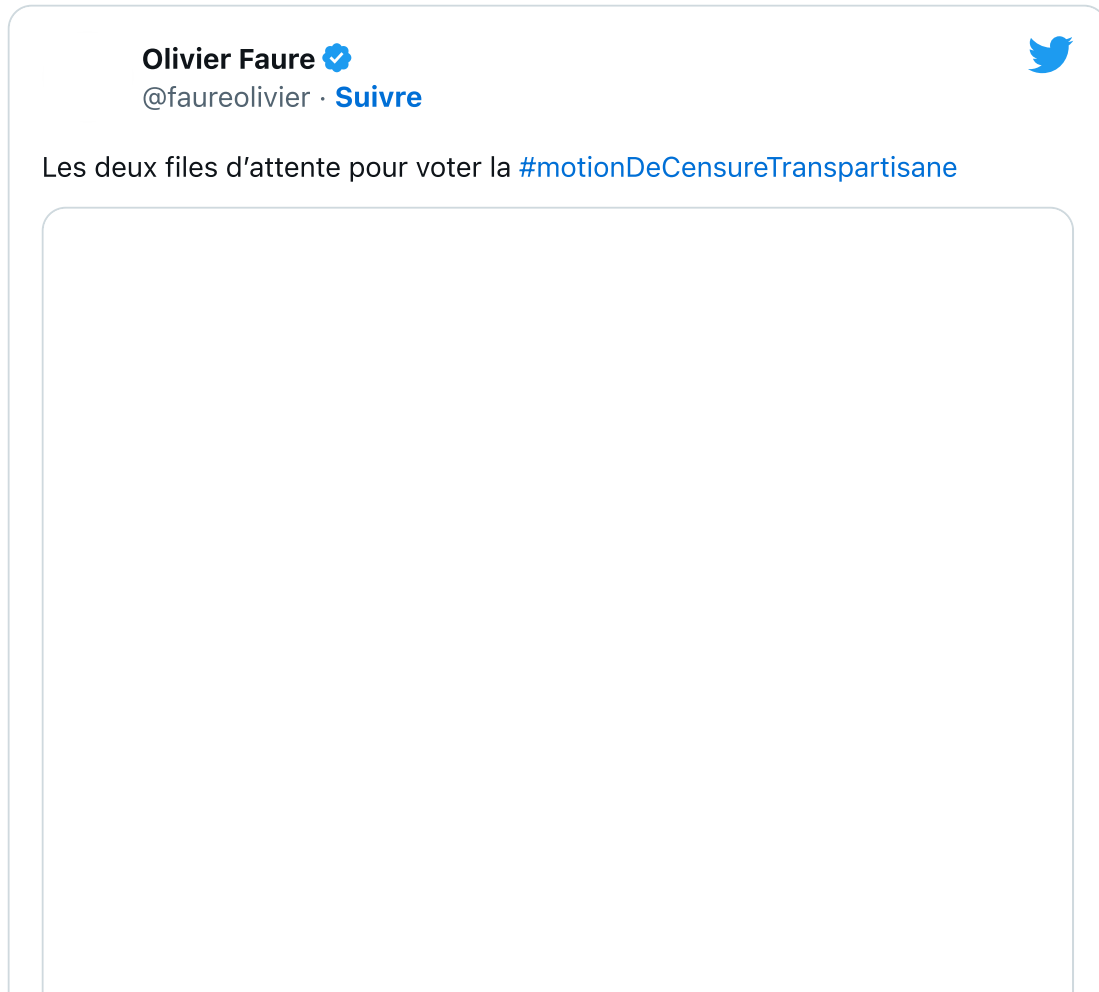 Olivier Faure
@faureolivier · Suivre
Les deux files d’attente pour voter la #motionDeCensureTranspartisane